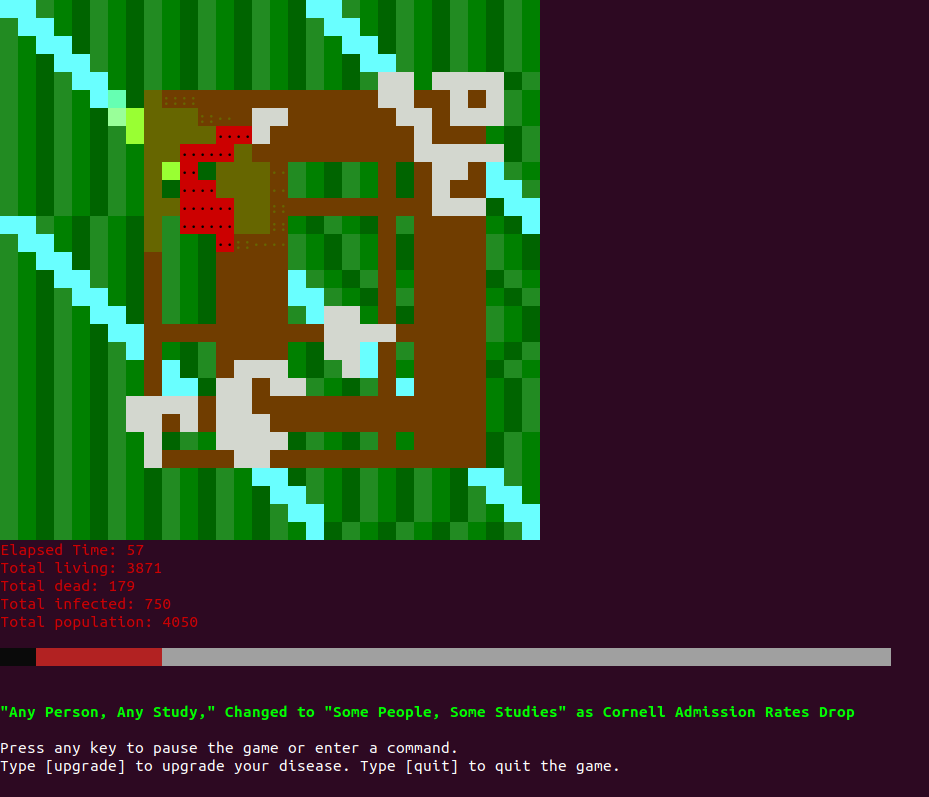 Elapsed Time: 57
Total living: 3871
Total dead: 179
Total infected: 750
Total population: 4050
"Any Person, Any Study," Changed to "Some People, Some Studies" as Cornell Admission Rates Drop
Press any key to pause the game or enter a command.
Type [upgrade] to upgrade your disease. Type [quit] to quit the game.